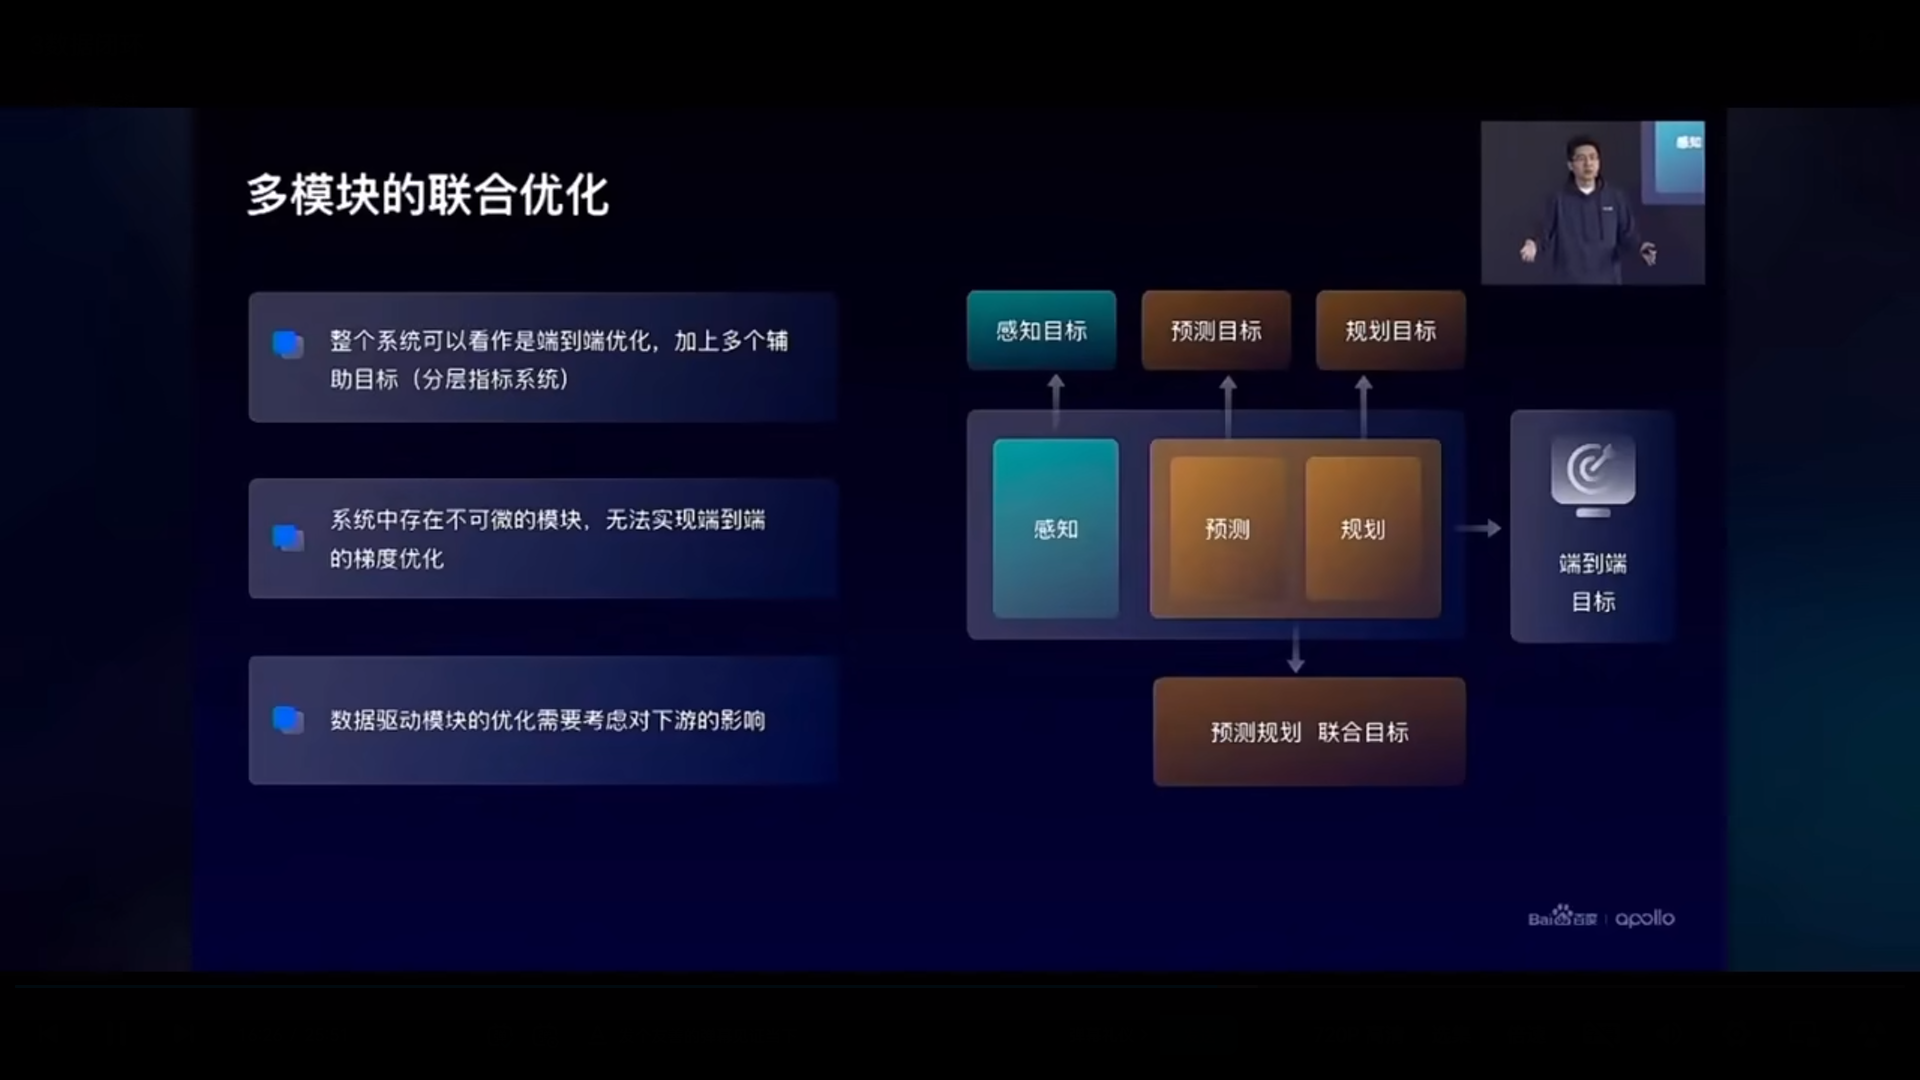 多模块的联合优化
感知
整个系统可以看作是端到端优化，加上多个辅
助目标（分层指标系统）
系统中存在不可微的模块，无法实现端到端
的梯度优化
数据驱动模块的优化需要考虑对下游的影响
感知目标
预测目标
规划目标
感知
预测
规划
端到端
目标
预测规划 联合目标
Bai百度 | apollo